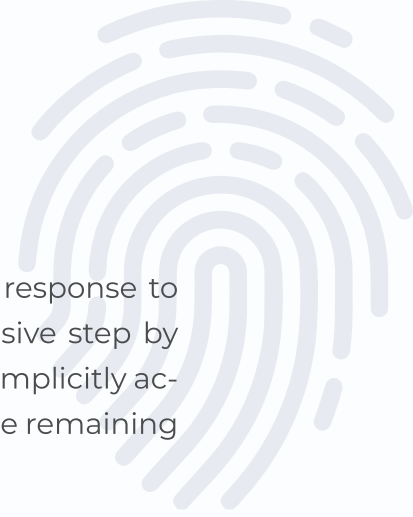 response to
sive step by
mplicitly ac-
e remaining